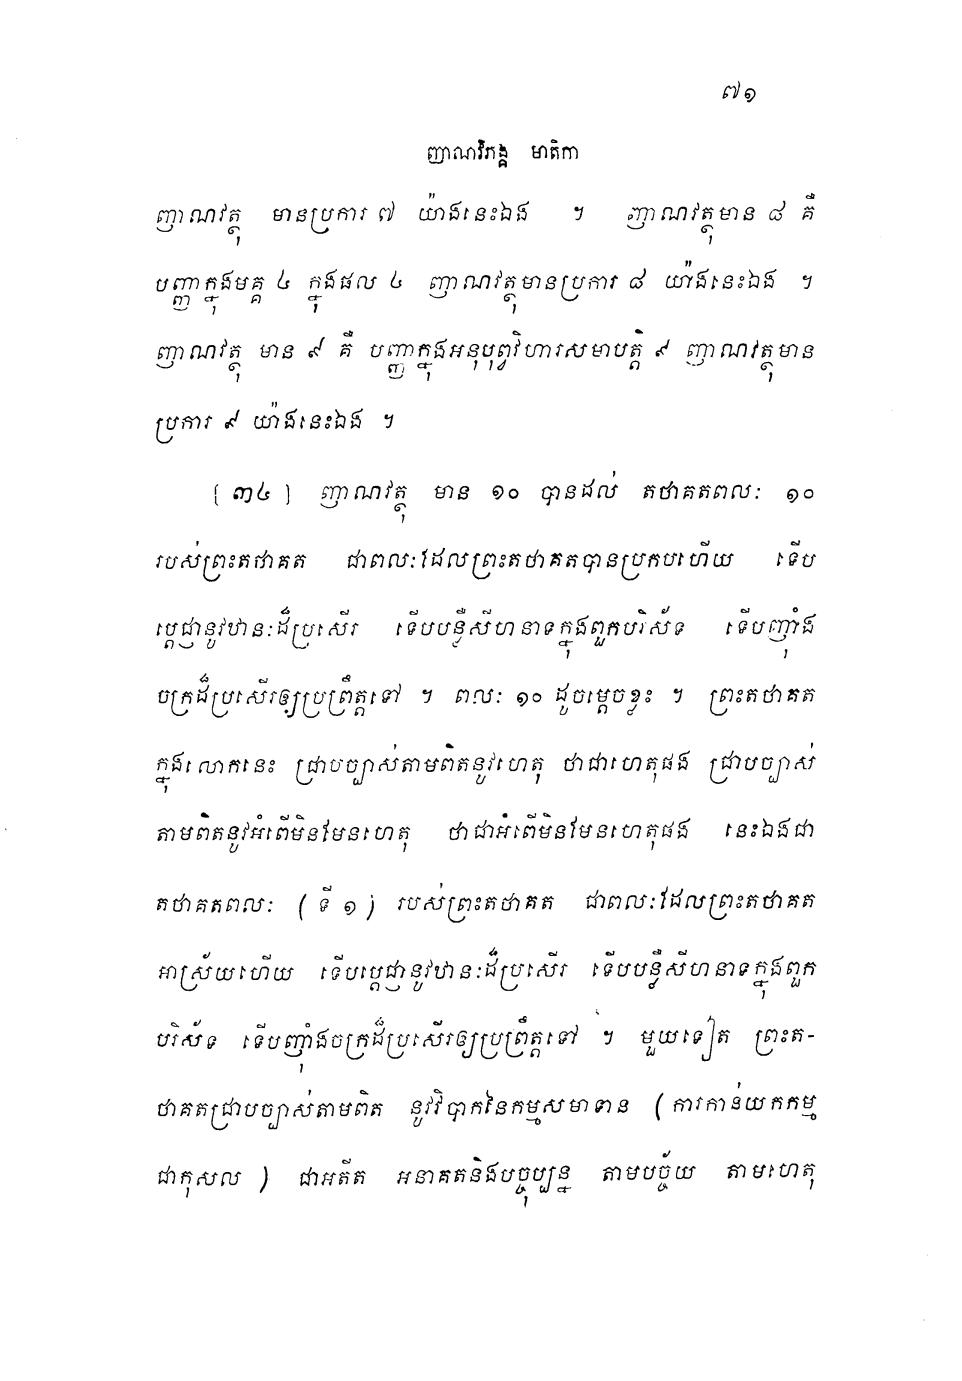 ៧១
ញាណវិភង្គ មាតិកា
ញាណវត្ថុ មានប្រការ ៧ យ៉ាងនេះឯង ។ ញាណវត្ថុមាន ៨ គឺ
បញ្ញាក្នុងមគ្គ ៤ ក្នុងផល ៤ ញាណវត្ថុមានប្រការ ៨ យ៉ាងនេះឯង ។
ញាណវត្ថុ មាន ៩ គឺ បញ្ញាក្នុងអនុបុព្វវិហារសមាបត្តិ ៩ ញាណវត្ថុមាន
ប្រការ ៩ យ៉ាងនេះឯង ។
[៣៤] ញាណវត្ថុ មាន ១០ បានដល់ តថាគតពលៈ ១០
របស់ព្រះតថាគត ជាពលៈដែលព្រះតថាគតបានប្រកបហើយ ទើប
ប្តេជ្ញានូវឋានៈដ៏ប្រសើរ ទើបបន្លឺសីហនាទក្នុងពួកបរិស័ទ ទើបញ៉ាំង
ចក្រដ៏ប្រសើរឲ្យប្រព្រឹត្តទៅ ។ ពលៈ ១០ ដូចម្តេចខ្លះ ។ ព្រះតថាគត
ក្នុងលោកនេះ ជ្រាបច្បាស់តាមពិតនូវហេតុ ថាជាហេតុផង ជ្រាបច្បាស់
តាមពិតនូវអំពើមិនមែនហេតុ ថាជាអំពើមិនមែនហេតុផង នេះឯងជា
តថាគតពលៈ (ទី ១) របស់ព្រះតថាគត ជាពលៈដែលព្រះតថាគត
អាស្រ័យហើយ ទើបប្តេជ្ញានូវឋានៈដ៏ប្រសើរ ទើបបន្លឺសីហនាទក្នុងពួក
បរិស័ទ ទើបញ៉ាំងចក្រដ៏ប្រសើរឲ្យប្រព្រឹត្តទៅ ។ មួយទៀត ព្រះត-
ថាគតជ្រាបច្បាស់តាមពិត នូវវិបាកនៃកម្មសមាទាន (ការកាន់យកកម្ម
ជាកុសល) ជាអតីត អនាគតនិងបច្ចុប្បន្ន តាមបច្ច័យ តាមហេតុ